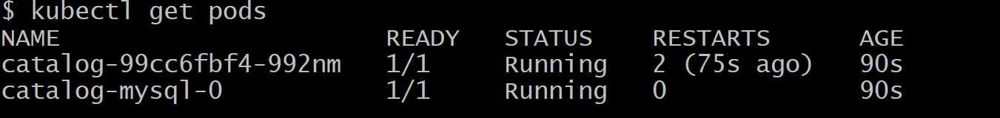 $ kubectl get pods
NAME READY STATUS RESTARTS AGE
catalog-99cc6fbf4-992nm 1/1 Running 2 (75s ago) 90s
catalog-mysql-0 1/1 Running 0 90s